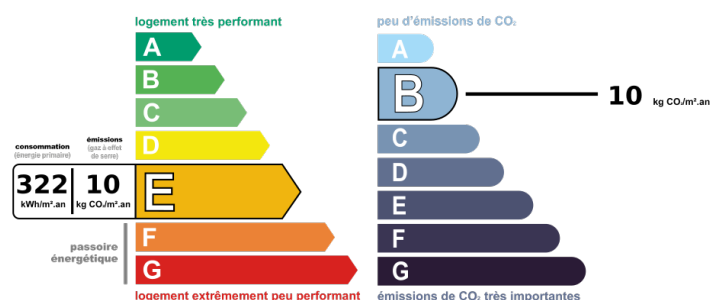 logement très performant
A
B
C
D
consommation
(énergie primaire)
émissions
(gaz à effet
de serre)
322
kWh/m².an
10
kg CO₂/m².an
E
F
G
passoire
énergétique
logement extrêmement peu performant
peu d'émissions de CO₂
A
B
10 kg CO₂/m².an
C
D
E
F
G
émissions de CO₂ très importantes